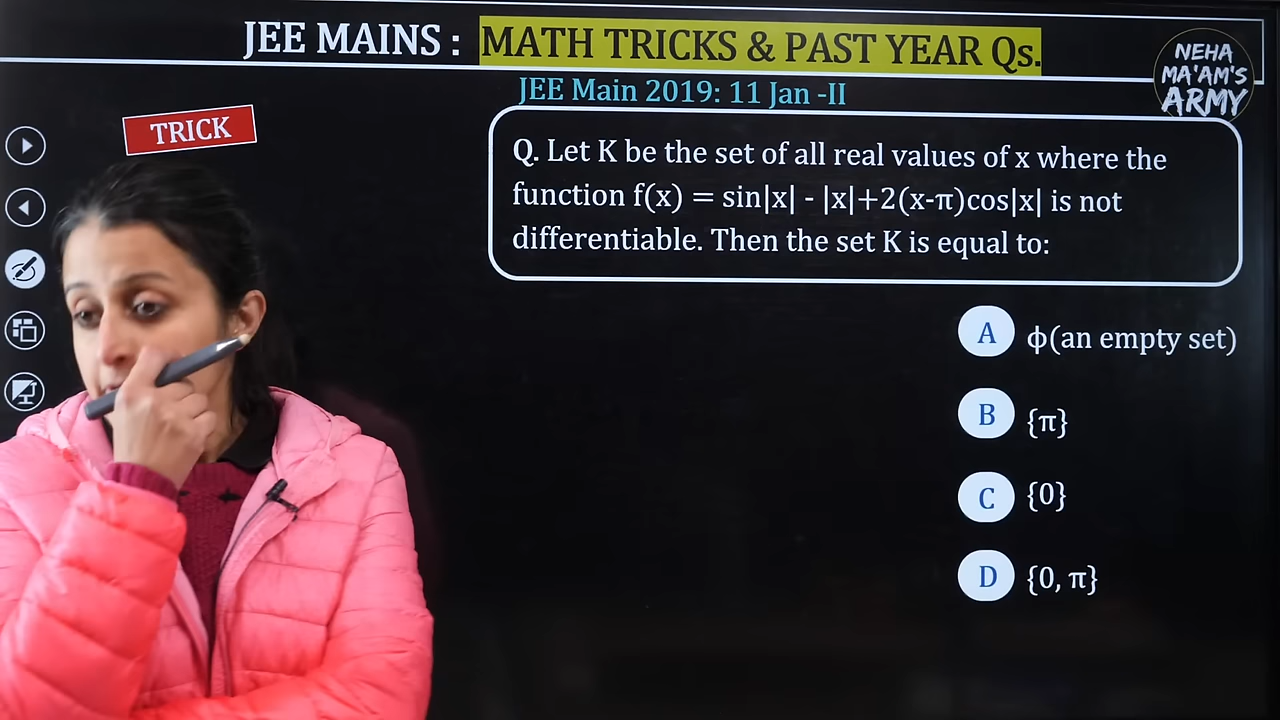 JEE MAINS : MATH TRICKS & PAST YEAR Qs.
NEHA
MA'AM'S
ARMY
JEE Main 2019: 11 Jan -II
TRICK
Q. Let K be the set of all real values of x where the
function f(x) = sin|x| - |x|+2(x-π)cos|x| is not
differentiable. Then the set K is equal to:
A ϕ(an empty set)
B {π}
C {0}
D {0, π}